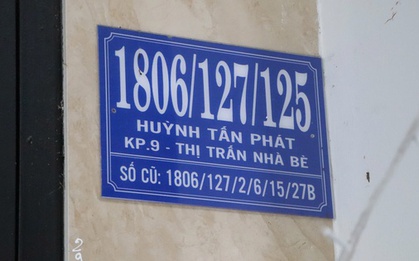 1806/127/125
HUỲNH TẤN PHÁT
KP.9 - THỊ TRẤN NHÀ BÈ
SỐ CŨ: 1806/127/2/6/15/27B